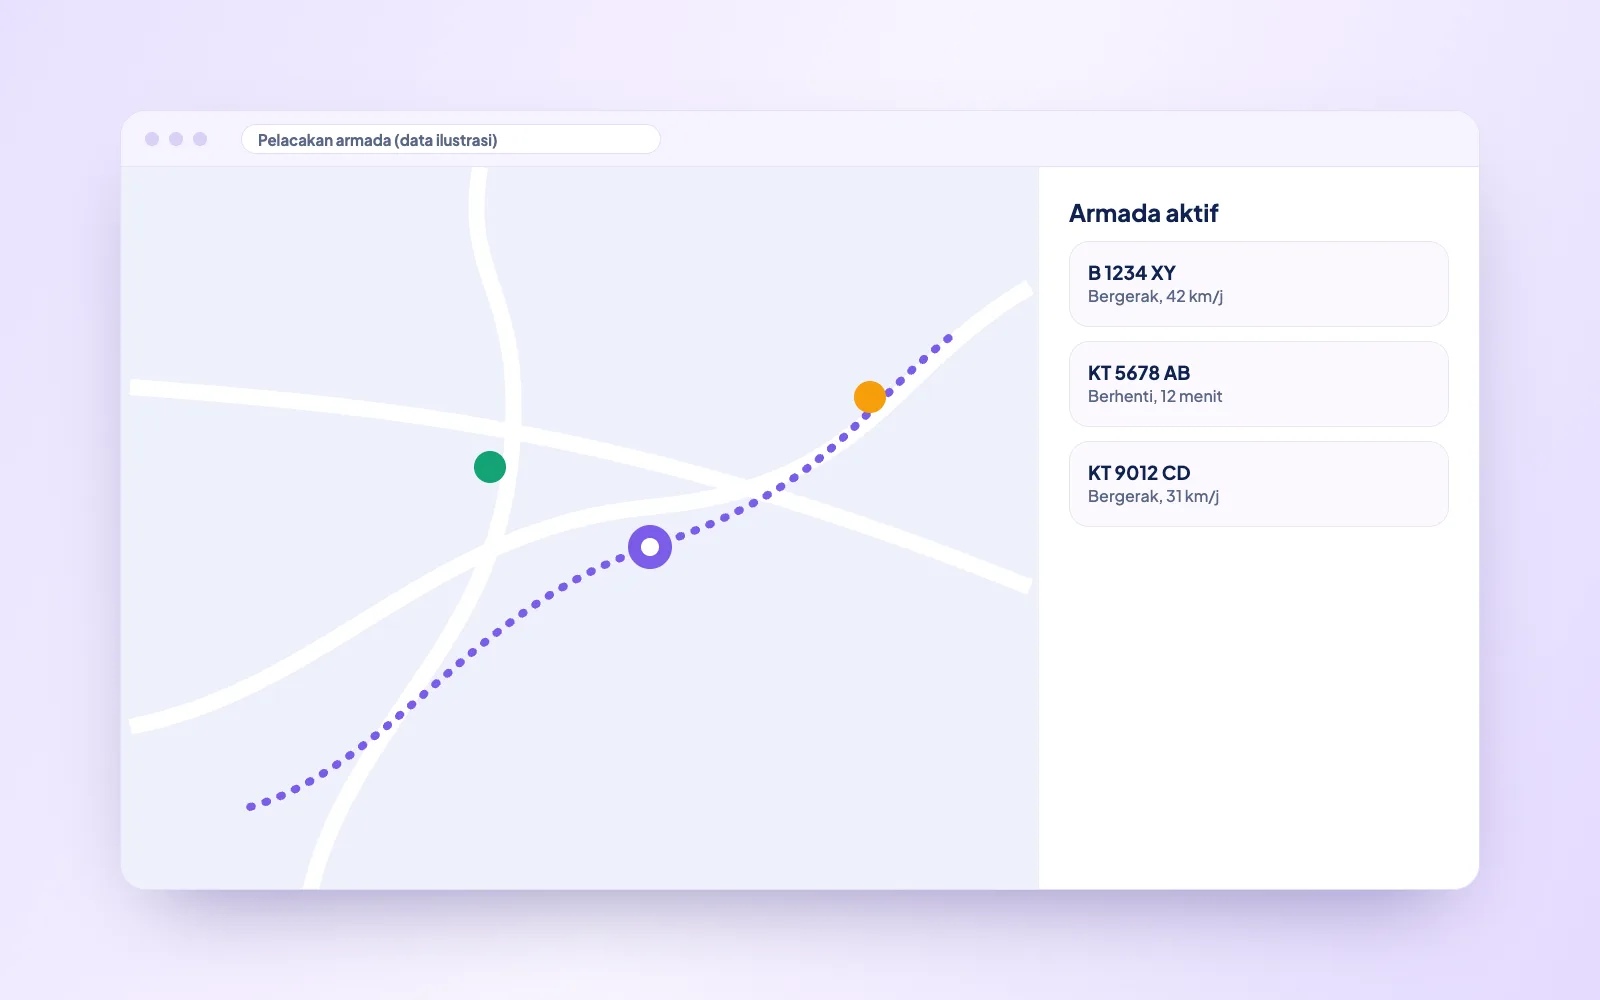 Pelacakan armada (data ilustrasi)
Armada aktif
B 1234 XY
Bergerak, 42 km/j
KT 5678 AB
Berhenti, 12 menit
KT 9012 CD
Bergerak, 31 km/j